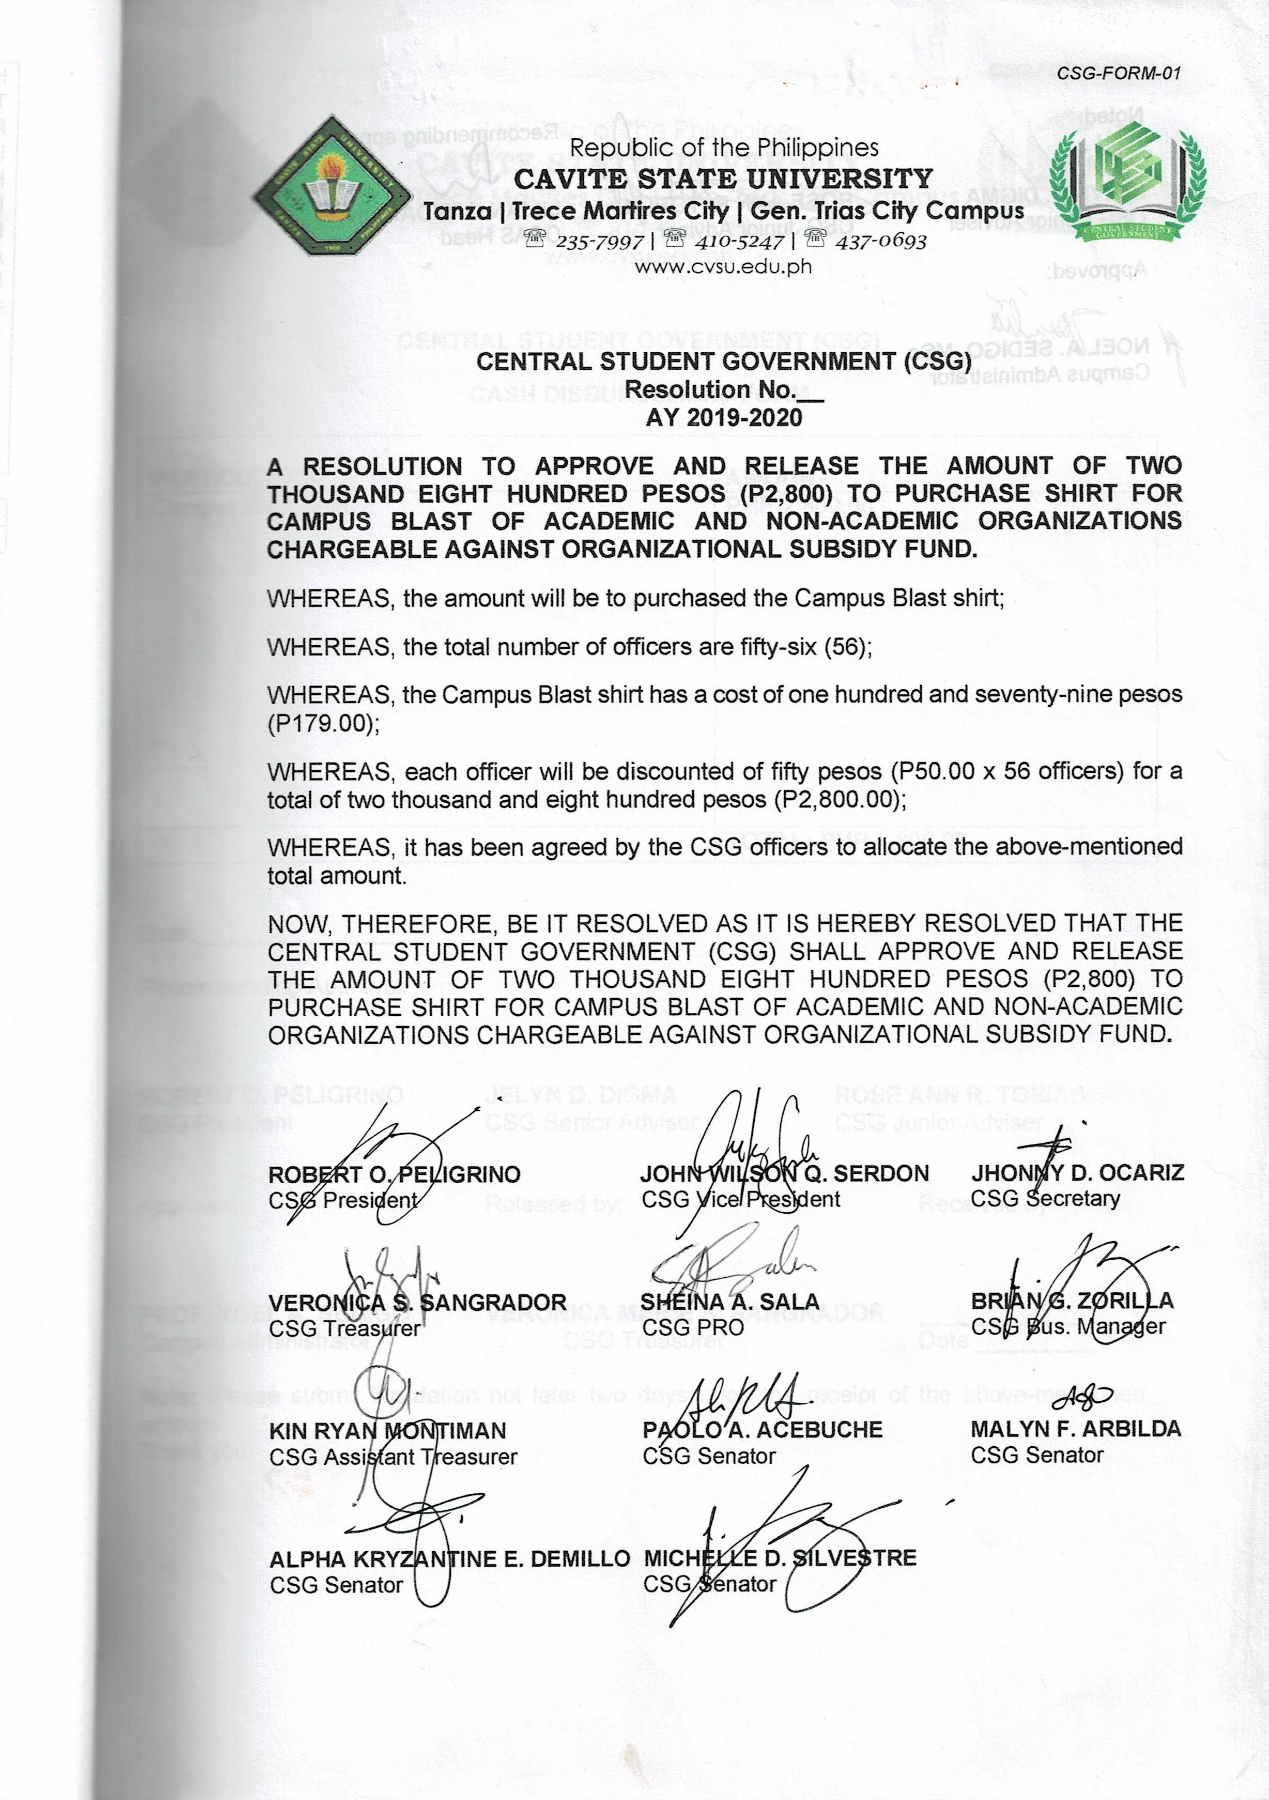 CSG-FORM-01
Republic of the Philippines
CAVITE STATE UNIVERSITY
Tanza | Trece Martires City | Gen. Trias City Campus
☏ 235-7997 | ☏ 410-5247 | ☏ 437-0693
www.cvsu.edu.ph
CENTRAL STUDENT GOVERNMENT
CENTRAL STUDENT GOVERNMENT (CSG)
Resolution No.__
AY 2019-2020
A RESOLUTION TO APPROVE AND RELEASE THE AMOUNT OF TWO
THOUSAND EIGHT HUNDRED PESOS (P2,800) TO PURCHASE SHIRT FOR
CAMPUS BLAST OF ACADEMIC AND NON-ACADEMIC ORGANIZATIONS
CHARGEABLE AGAINST ORGANIZATIONAL SUBSIDY FUND.
WHEREAS, the amount will be to purchased the Campus Blast shirt;
WHEREAS, the total number of officers are fifty-six (56);
WHEREAS, the Campus Blast shirt has a cost of one hundred and seventy-nine pesos
(P179.00);
WHEREAS, each officer will be discounted of fifty pesos (P50.00 x 56 officers) for a
total of two thousand and eight hundred pesos (P2,800.00);
WHEREAS, it has been agreed by the CSG officers to allocate the above-mentioned
total amount.
NOW, THEREFORE, BE IT RESOLVED AS IT IS HEREBY RESOLVED THAT THE
CENTRAL STUDENT GOVERNMENT (CSG) SHALL APPROVE AND RELEASE
THE AMOUNT OF TWO THOUSAND EIGHT HUNDRED PESOS (P2,800) TO
PURCHASE SHIRT FOR CAMPUS BLAST OF ACADEMIC AND NON-ACADEMIC
ORGANIZATIONS CHARGEABLE AGAINST ORGANIZATIONAL SUBSIDY FUND.
ROBERT O. PELIGRINO JOHN WILSON Q. SERDON JHONNY D. OCARIZ
CSG President CSG Vice President CSG Secretary
VERONICA S. SANGRADOR SHEINA A. SALA BRIAN G. ZORILLA
CSG Treasurer CSG PRO CSG Bus. Manager
KIN RYAN MONTIMAN PAOLO A. ACEBUCHE MALYN F. ARBILDA
CSG Assistant Treasurer CSG Senator CSG Senator
ALPHA KRYZANTINE E. DEMILLO MICHELLE D. SILVESTRE
CSG Senator CSG Senator